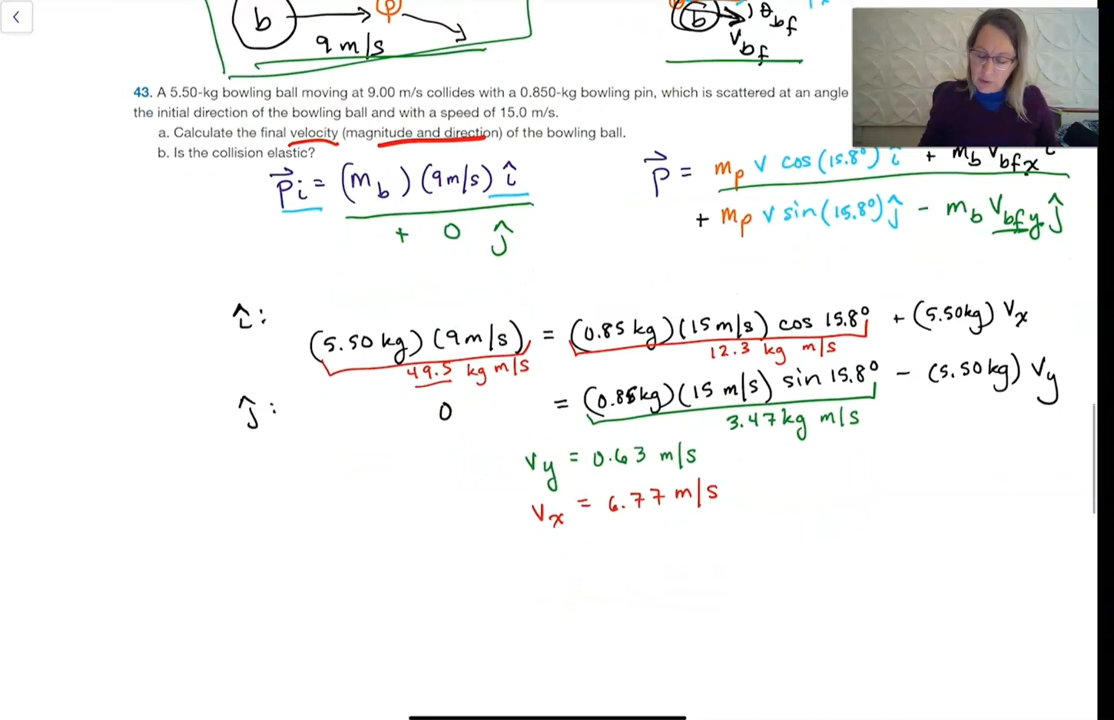 b p
9 m/s
b θbf
Vbf
43. A 5.50-kg bowling ball moving at 9.00 m/s collides with a 0.850-kg bowling pin, which is scattered at an angle
the initial direction of the bowling ball and with a speed of 15.0 m/s.
a. Calculate the final velocity (magnitude and direction) of the bowling ball.
b. Is the collision elastic?
p⃗i = (mb) (9m/s) î
+ 0 ĵ
p⃗ = mp v cos(15.8°) î + mb Vbfx
+ mp v sin(15.8°) ĵ - mb Vbfy ĵ
î:
(5.50 kg) (9 m/s) = (0.85 kg) (15 m/s) cos 15.8° + (5.50kg) Vx
49.5 kg m/s 12.3 kg m/s
ĵ: 0 = (0.85kg) (15 m/s) sin 15.8° - (5.50 kg) Vy
3.47 kg m/s
Vy = 0.63 m/s
Vx = 6.77 m/s